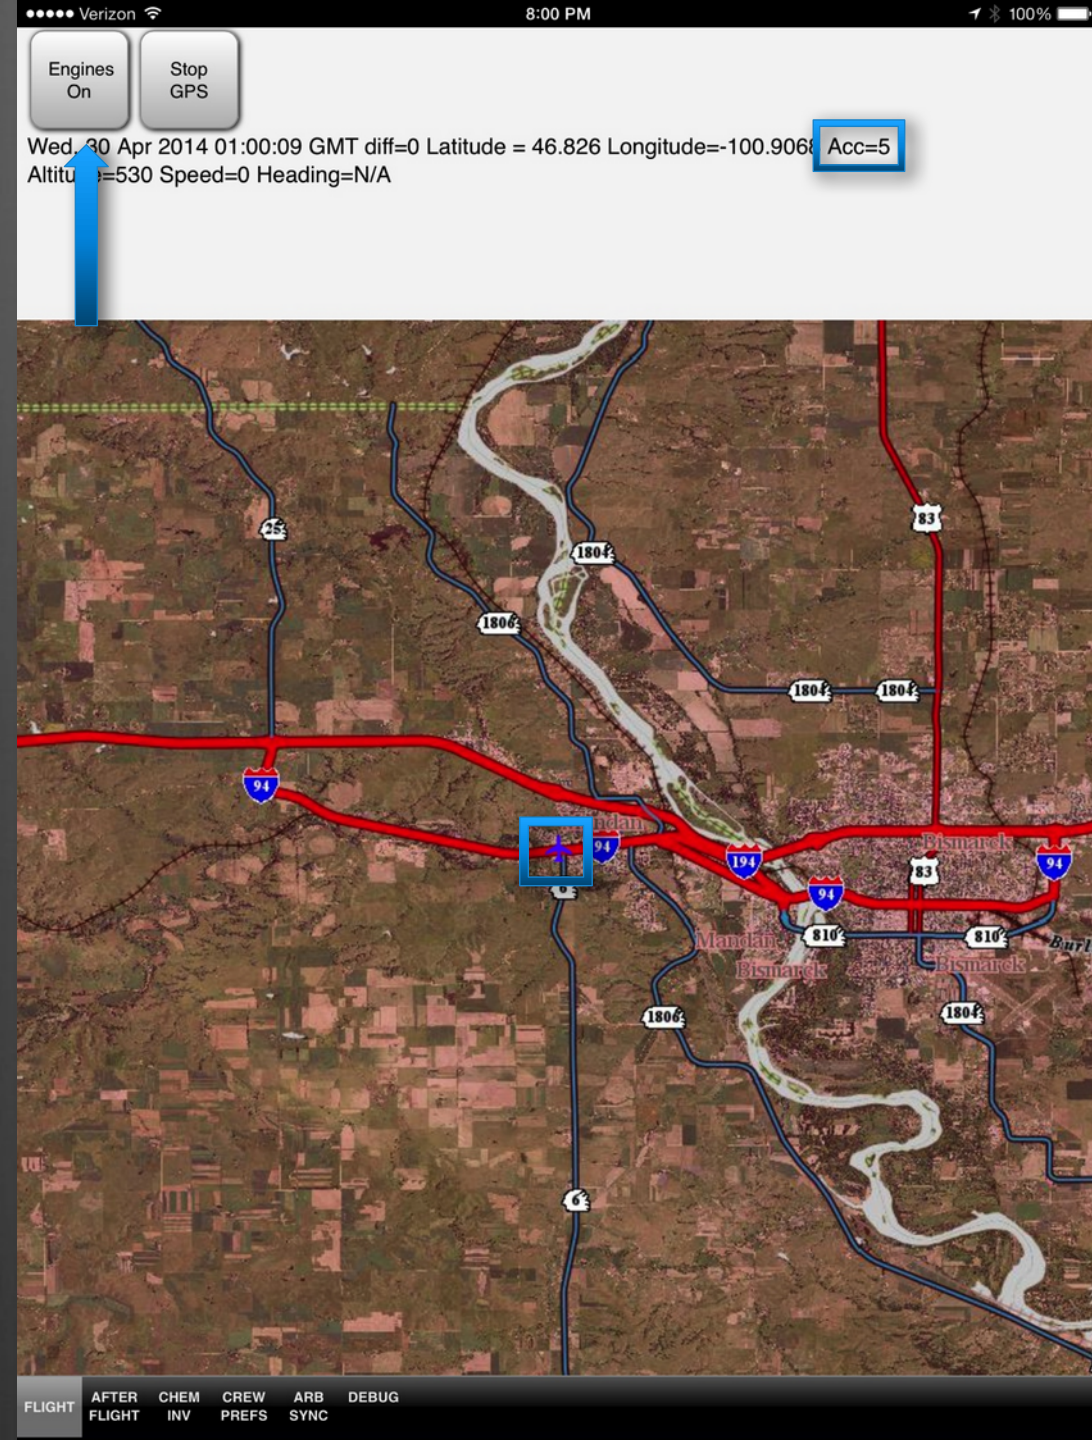 Verizon 8:00 PM 100%
Engines Stop
On GPS
Wed, 30 Apr 2014 01:00:09 GMT diff=0 Latitude = 46.826 Longitude=-100.9068 Acc=5
=530 Speed=0 Heading=N/A
83
25
1804
1806
1804 1804
94
Bismarck
94 194 83 94
6 94
Mandan 810 810
Bismarck Bismarck
1806 1804
6
FLIGHT AFTER CHEM CREW ARB DEBUG
FLIGHT INV PREFS SYNC